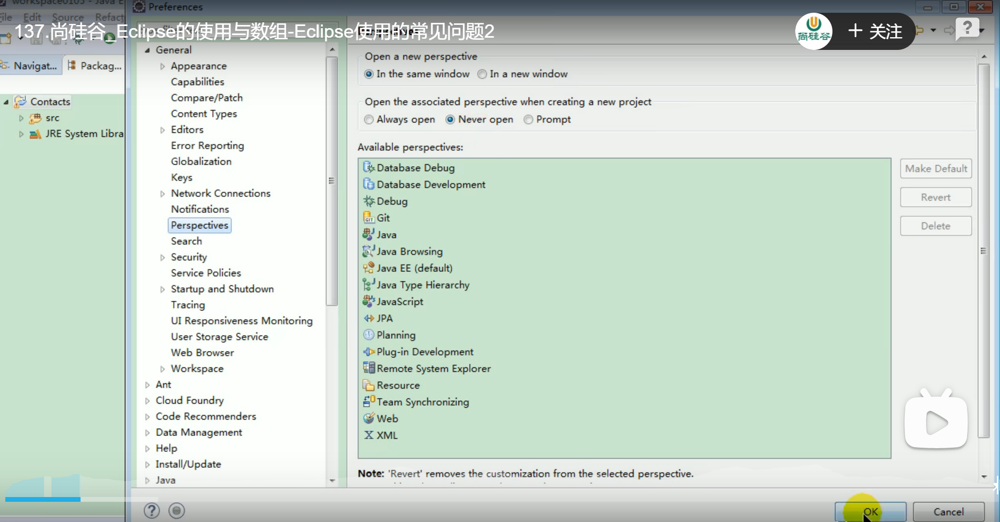 workspace0105 - Java E
Preferences
File Edit Source Refact
137.尚硅谷_Eclipse的使用与数组-Eclipse使用的常见问题2
尚硅谷
+ 关注
?
Navigat...
Packag...
Contacts
src
JRE System Libra
General
Appearance
Capabilities
Compare/Patch
Content Types
Editors
Error Reporting
Globalization
Keys
Network Connections
Notifications
Perspectives
Search
Security
Service Policies
Startup and Shutdown
Tracing
UI Responsiveness Monitoring
User Storage Service
Web Browser
Workspace
Ant
Cloud Foundry
Code Recommenders
Data Management
Help
Install/Update
Java
Open a new perspective
In the same window In a new window
Open the associated perspective when creating a new project
Always open Never open Prompt
Available perspectives:
Database Debug
Database Development
Debug
Git
Java
Java Browsing
Java EE (default)
Java Type Hierarchy
JavaScript
JPA
Planning
Plug-in Development
Remote System Explorer
Resource
Team Synchronizing
Web
XML
Make Default
Revert
Delete
Note: 'Revert' removes the customization from the selected perspective.
OK
Cancel